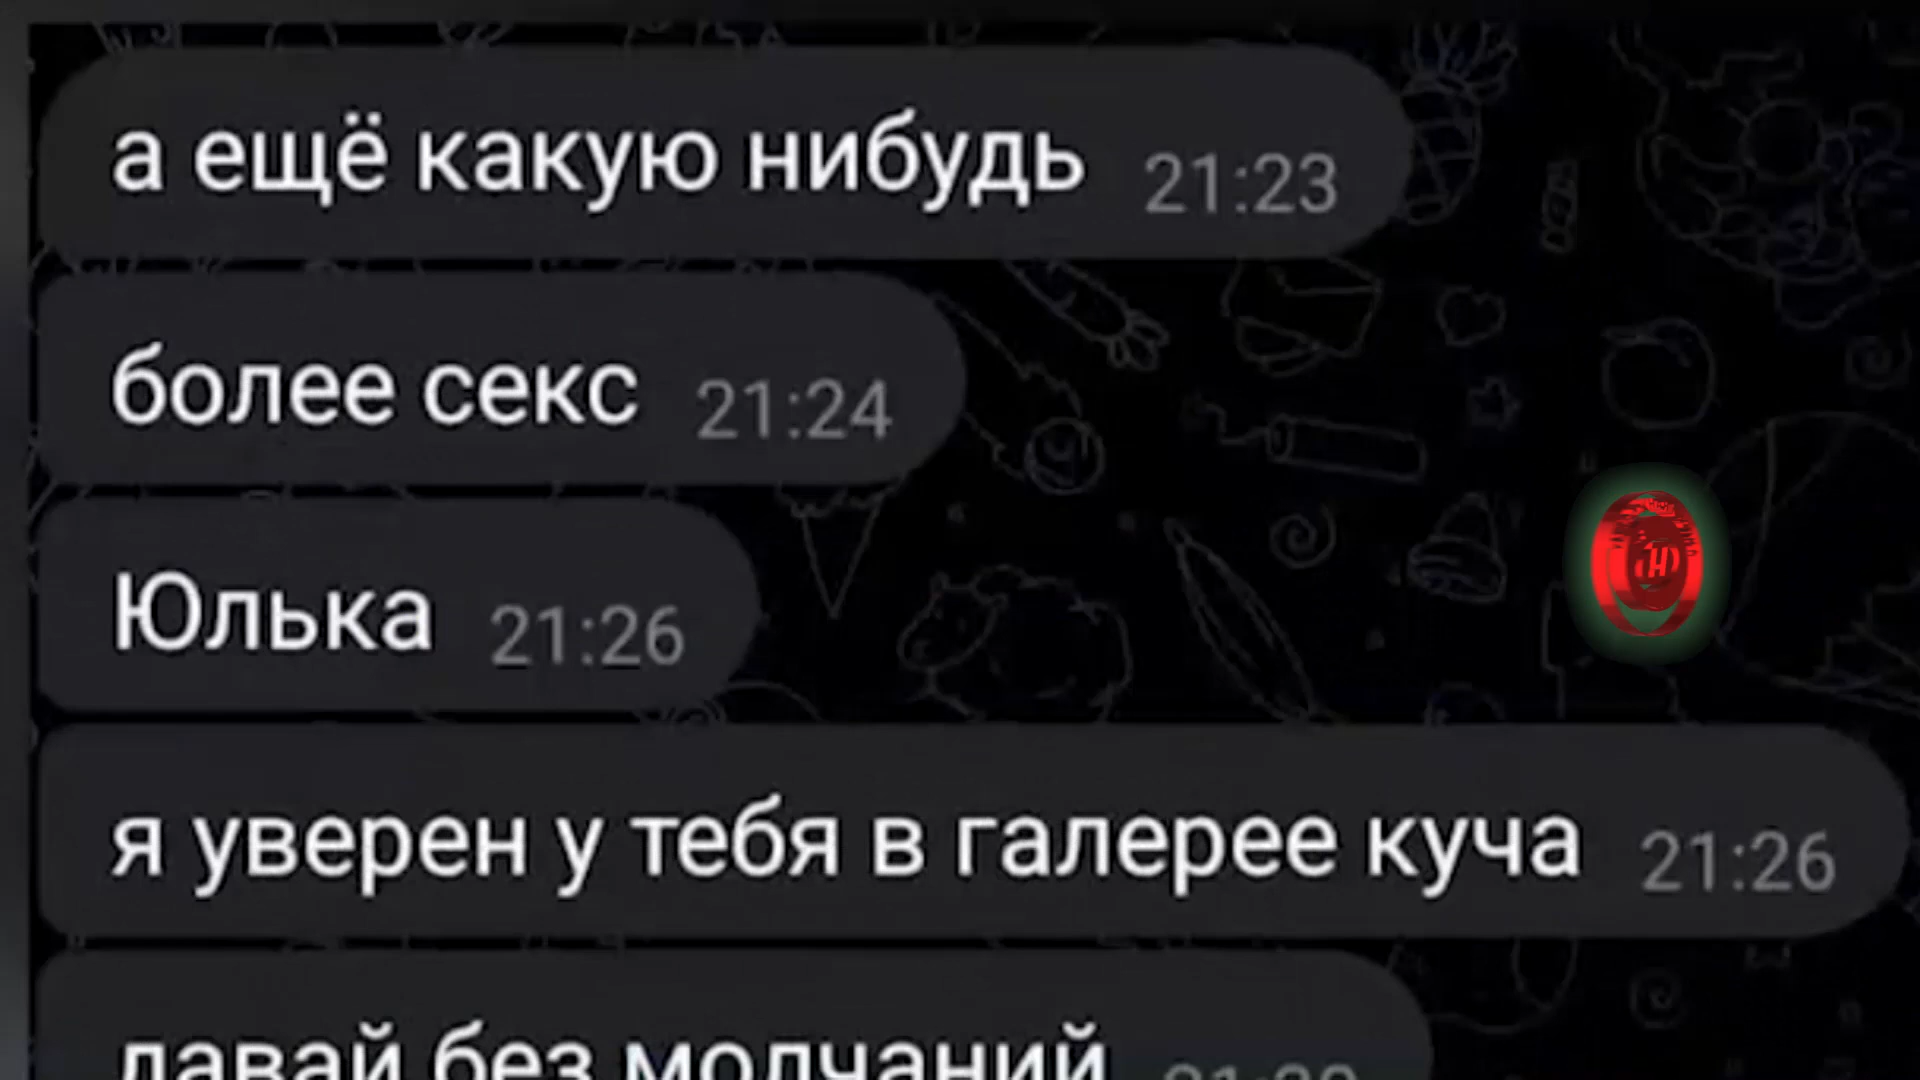 а ещё какую нибудь 21:23
более секс 21:24
Юлька 21:26
я уверен у тебя в галерее куча 21:26
давай без молчаний